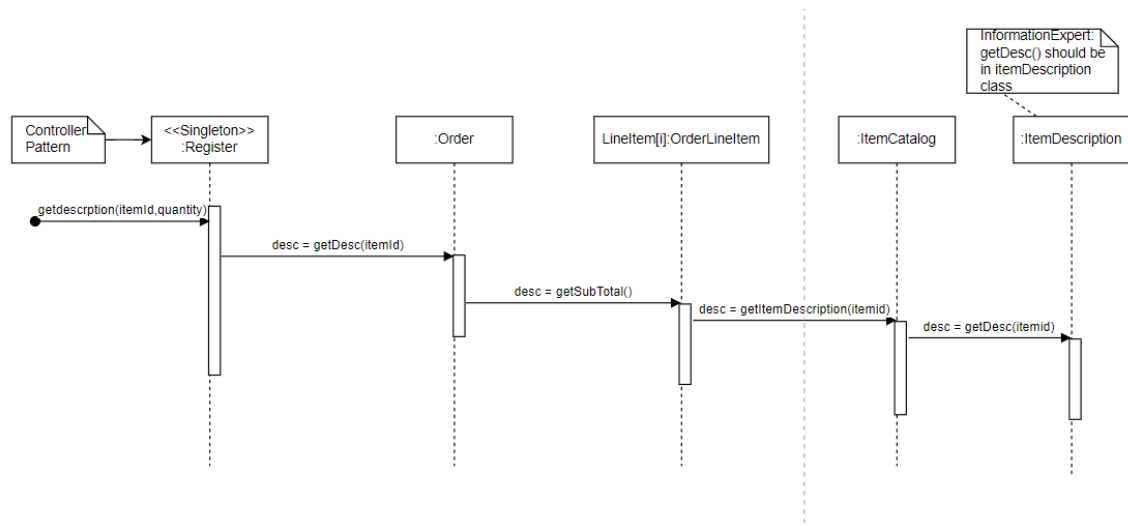 InformationExpert:
getDesc() should be
in itemDescription
class
Controller
Pattern
<<Singleton>>
:Register
:Order
LineItem[i]:OrderLineItem
:ItemCatalog
:ItemDescription
getdescrption(itemId,quantity)
desc = getDesc(itemId)
desc = getSubTotal()
desc = getItemDescription(itemid)
desc = getDesc(itemid)